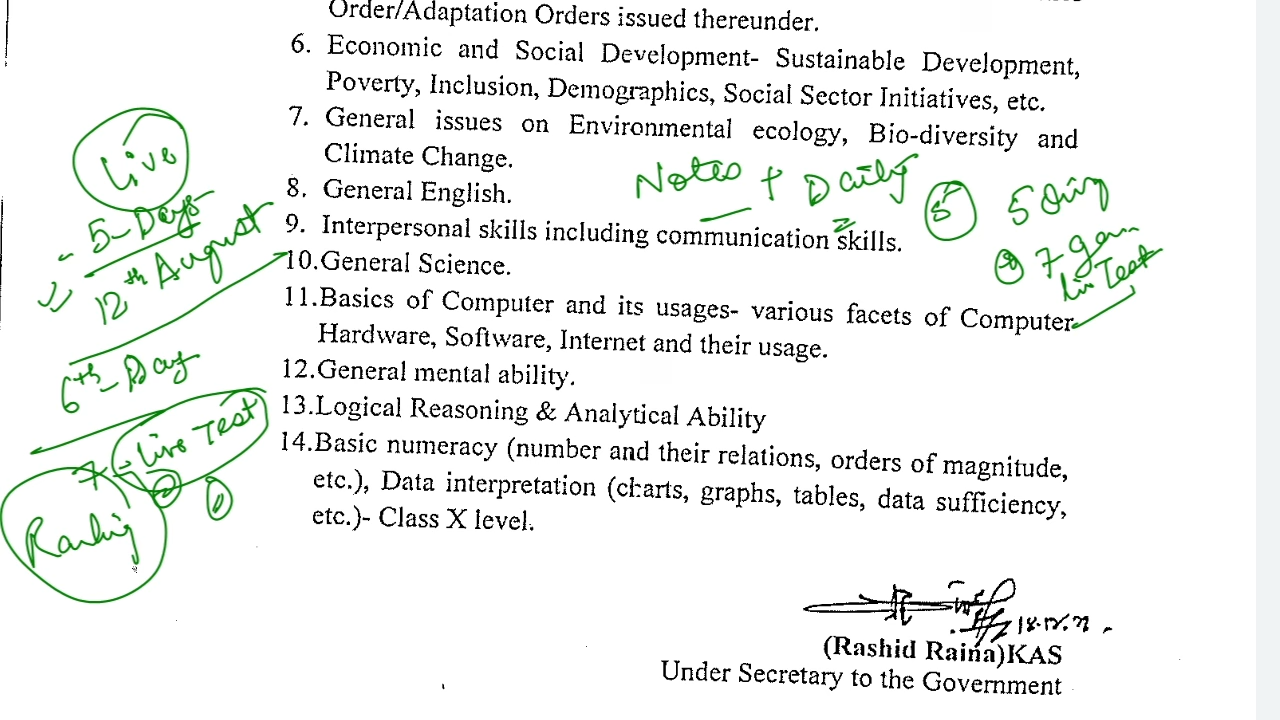 Order/Adaptation Orders issued thereunder.
6. Economic and Social Development- Sustainable Development,
Poverty, Inclusion, Demographics, Social Sector Initiatives, etc.
7. General issues on Environmental ecology, Bio-diversity and
Climate Change.
8. General English.
9. Interpersonal skills including communication skills.
10.General Science.
11.Basics of Computer and its usages- various facets of Computer
Hardware, Software, Internet and their usage.
12.General mental ability.
13.Logical Reasoning & Analytical Ability
14.Basic numeracy (number and their relations, orders of magnitude,
etc.), Data interpretation (charts, graphs, tables, data sufficiency,
etc.)- Class X level.
(Rashid Raina)KAS
Under Secretary to the Government
Live
5-Days
12th August
6th-Day
7-Live Test
Ranking
Notes + Daily
5
5
7
Test